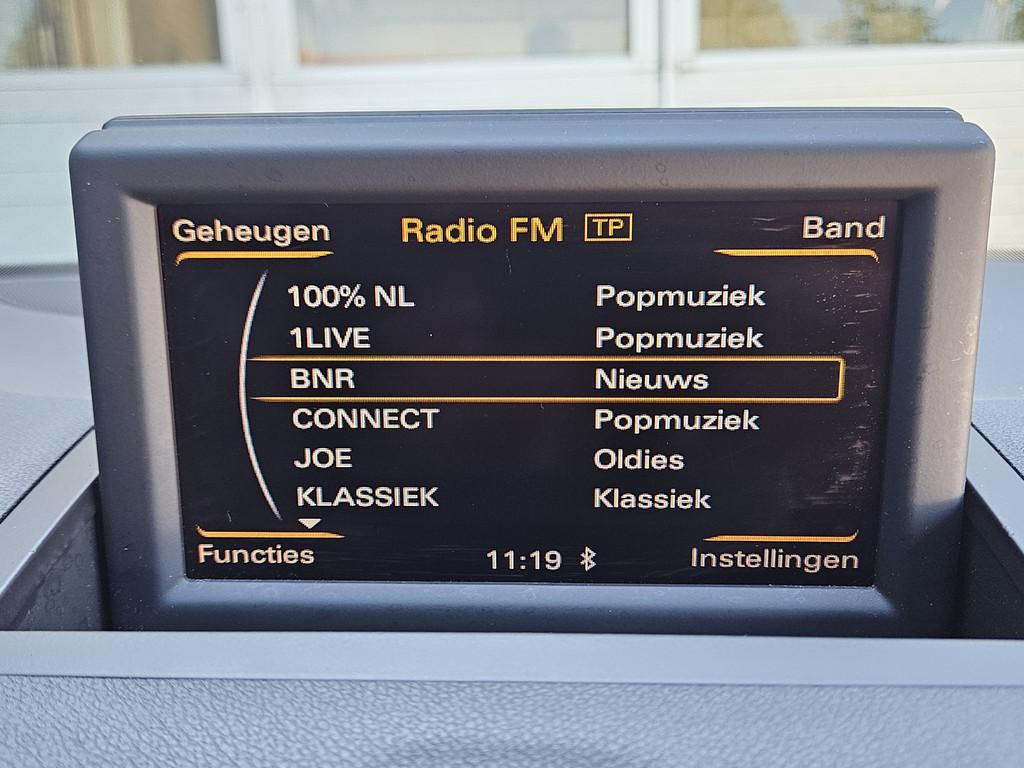 Geheugen Radio FM TP Band
100% NL Popmuziek
1LIVE Popmuziek
BNR Nieuws
CONNECT Popmuziek
JOE Oldies
KLASSIEK Klassiek
Functies 11:19 Instellingen